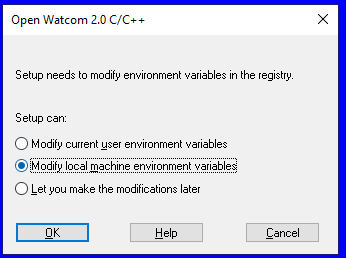 Open Watcom 2.0 C/C++
Setup needs to modify environment variables in the registry.
Setup can:
Modify current user environment variables
Modify local machine environment variables
Let you make the modifications later
OK
Help
Cancel